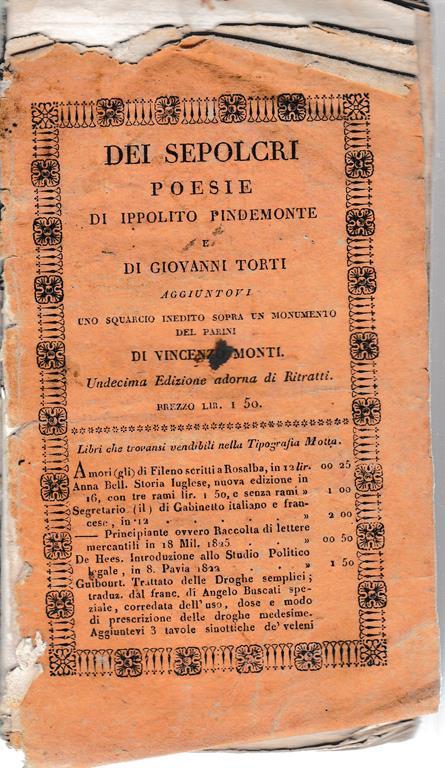 DEI SEPOLCRI
POESIE
DI IPPOLITO PINDEMONTE
E
DI GIOVANNI TORTI
AGGIUNTOVI
UNO SQUARCIO INEDITO SOPRA UN MONUMENTO
DEL PARINI
DI VINCENZO MONTI.
Undecima Edizione adorna di Ritratti.
PREZZO LIR. 1 50.
Libri che trovansi vendibili nella Tipografia Motta.
Amori (gli) di Fileno scritti a Rosalba, in 12 lir. 00 25
Anna Bell. Storia Iuglese, nuova edizione in
16, con tre rami lir. 1 50, e senza rami » 1 00
Segretario (il) di Gabinetto italiano e fran-
cese, in 12 . . . . » 2 00
—— Principiante ovvero Raccolta di lettere
mercantili in 18 Mil. 1825 . . » 00 50
De Hees. Introduzione allo Studio Politico
legale, in 8. Pavia 1822 . . » 1 50
Guibourt. Trattato delle Droghe semplici;
traduz. dal franc. di Angelo Buscati spe-
ziale, corredata dell'uso, dose e modo
di prescrizione delle droghe medesime.
Aggiuntevi 3 tavole sinottiche de' veleni